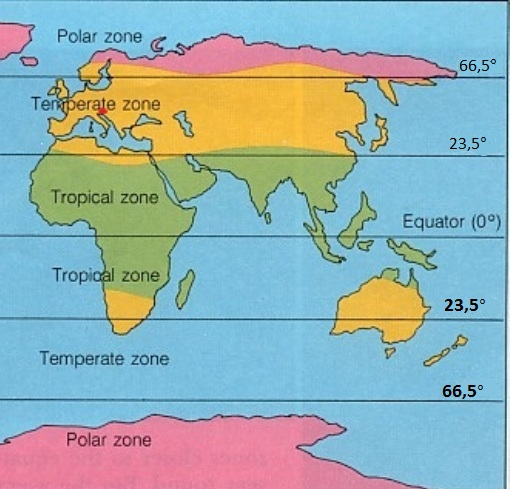 Polar zone
66,5°
Temperate zone
23,5°
Tropical zone
Equator (0°)
Tropical zone
23,5°
Temperate zone
66,5°
Polar zone